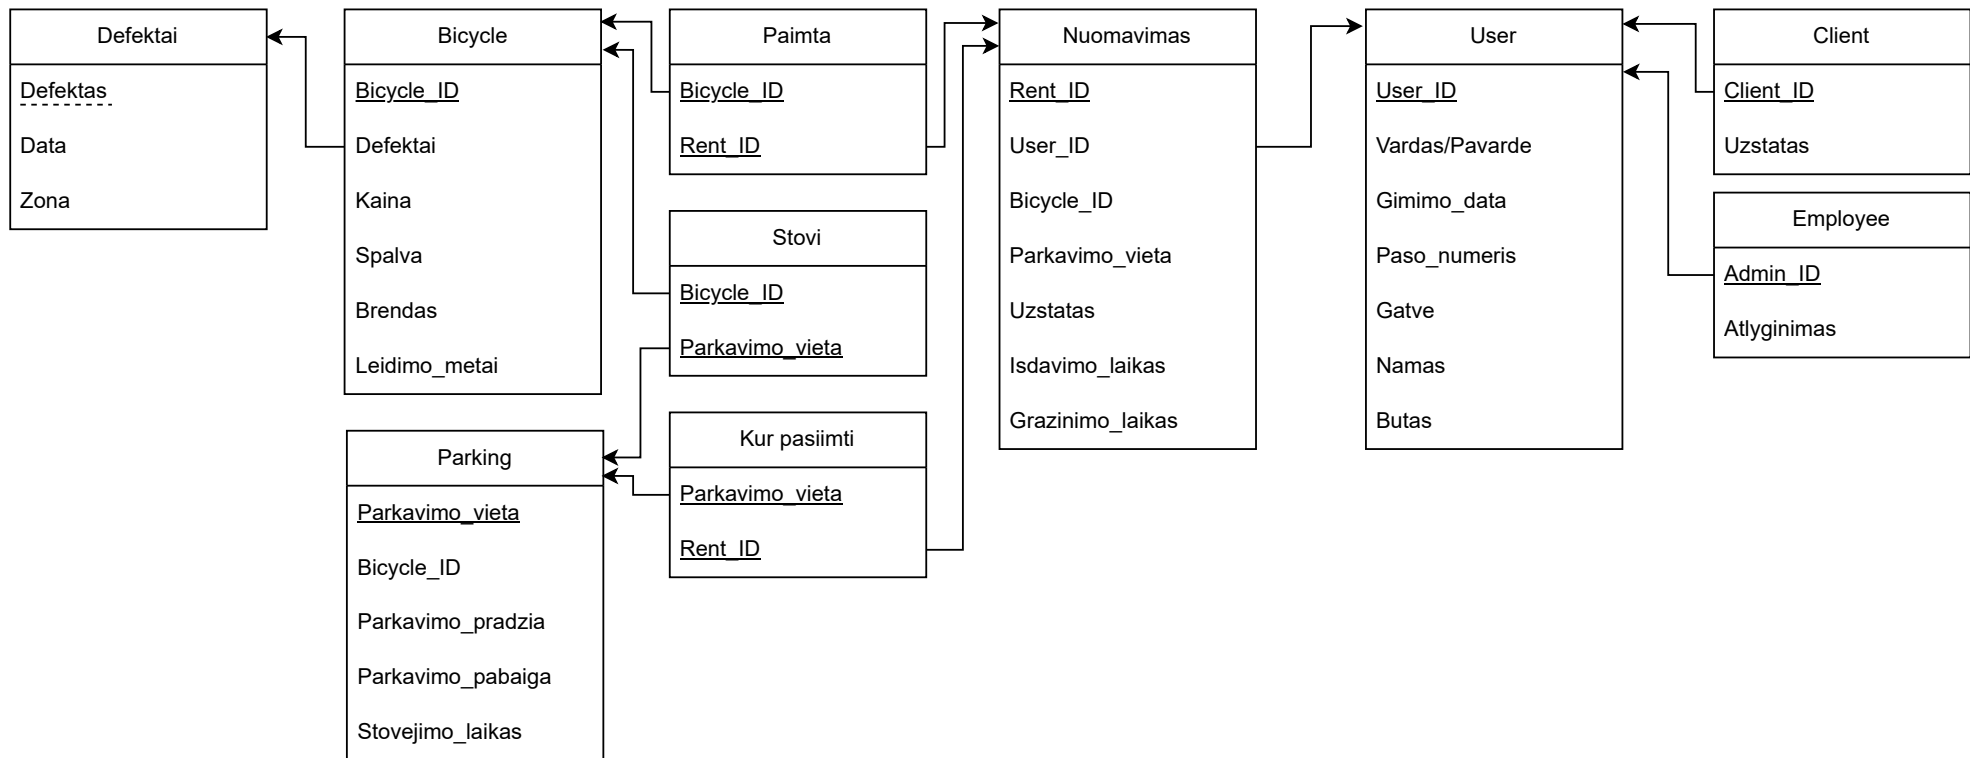 Defektai
Defektas
Data
Zona
Bicycle
Bicycle_ID
Defektai
Kaina
Spalva
Brendas
Leidimo_metai
Parking
Parkavimo_vieta
Bicycle_ID
Parkavimo_pradzia
Parkavimo_pabaiga
Stovejimo_laikas
Paimta
Bicycle_ID
Rent_ID
Stovi
Bicycle_ID
Parkavimo_vieta
Kur pasiimti
Parkavimo_vieta
Rent_ID
Nuomavimas
Rent_ID
User_ID
Bicycle_ID
Parkavimo_vieta
Uzstatas
Isdavimo_laikas
Grazinimo_laikas
User
User_ID
Vardas/Pavarde
Gimimo_data
Paso_numeris
Gatve
Namas
Butas
Client
Client_ID
Uzstatas
Employee
Admin_ID
Atlyginimas